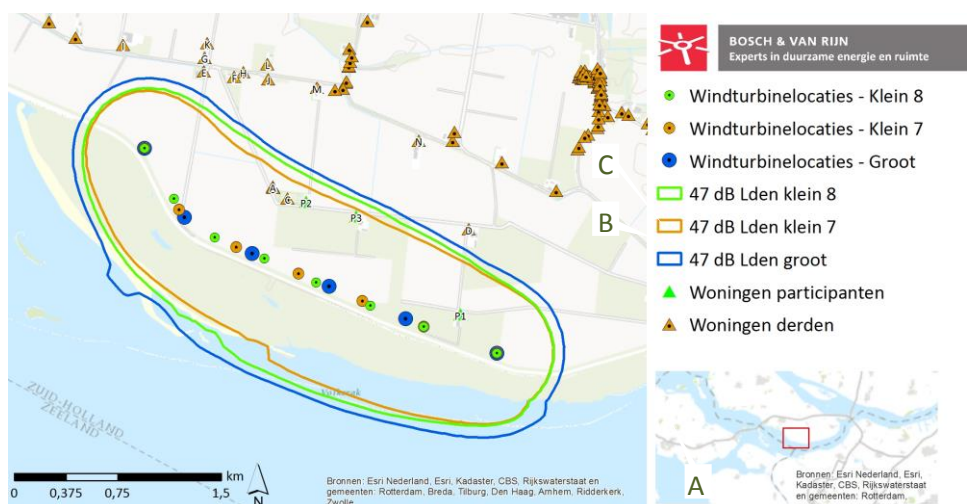 BOSCH & VAN RIJN
Experts in duurzame energie en ruimte
Windturbinelocaties - Klein 8
Windturbinelocaties - Klein 7
Windturbinelocaties - Groot
47 dB Lden klein 8
47 dB Lden klein 7
47 dB Lden groot
Woningen participanten
Woningen derden
C
B
A
I
K
G
E
F
H
L
J
M
N
A
C
P2
P3
D
P1
ZUID-HOLLAND
ZEELAND
km
0 0,375 0,75 1,5
N
Bronnen: Esri Nederland, Esri, Kadaster, CBS, Rijkswaterstaat en
gemeenten: Rotterdam, Breda, Tilburg, Den Haag, Arnhem, Ridderkerk,
Zwolle
Bronnen: Esri Nederland, Esri,
Kadaster, CBS, Rijkswaterstaat en
gemeenten: Rotterdam